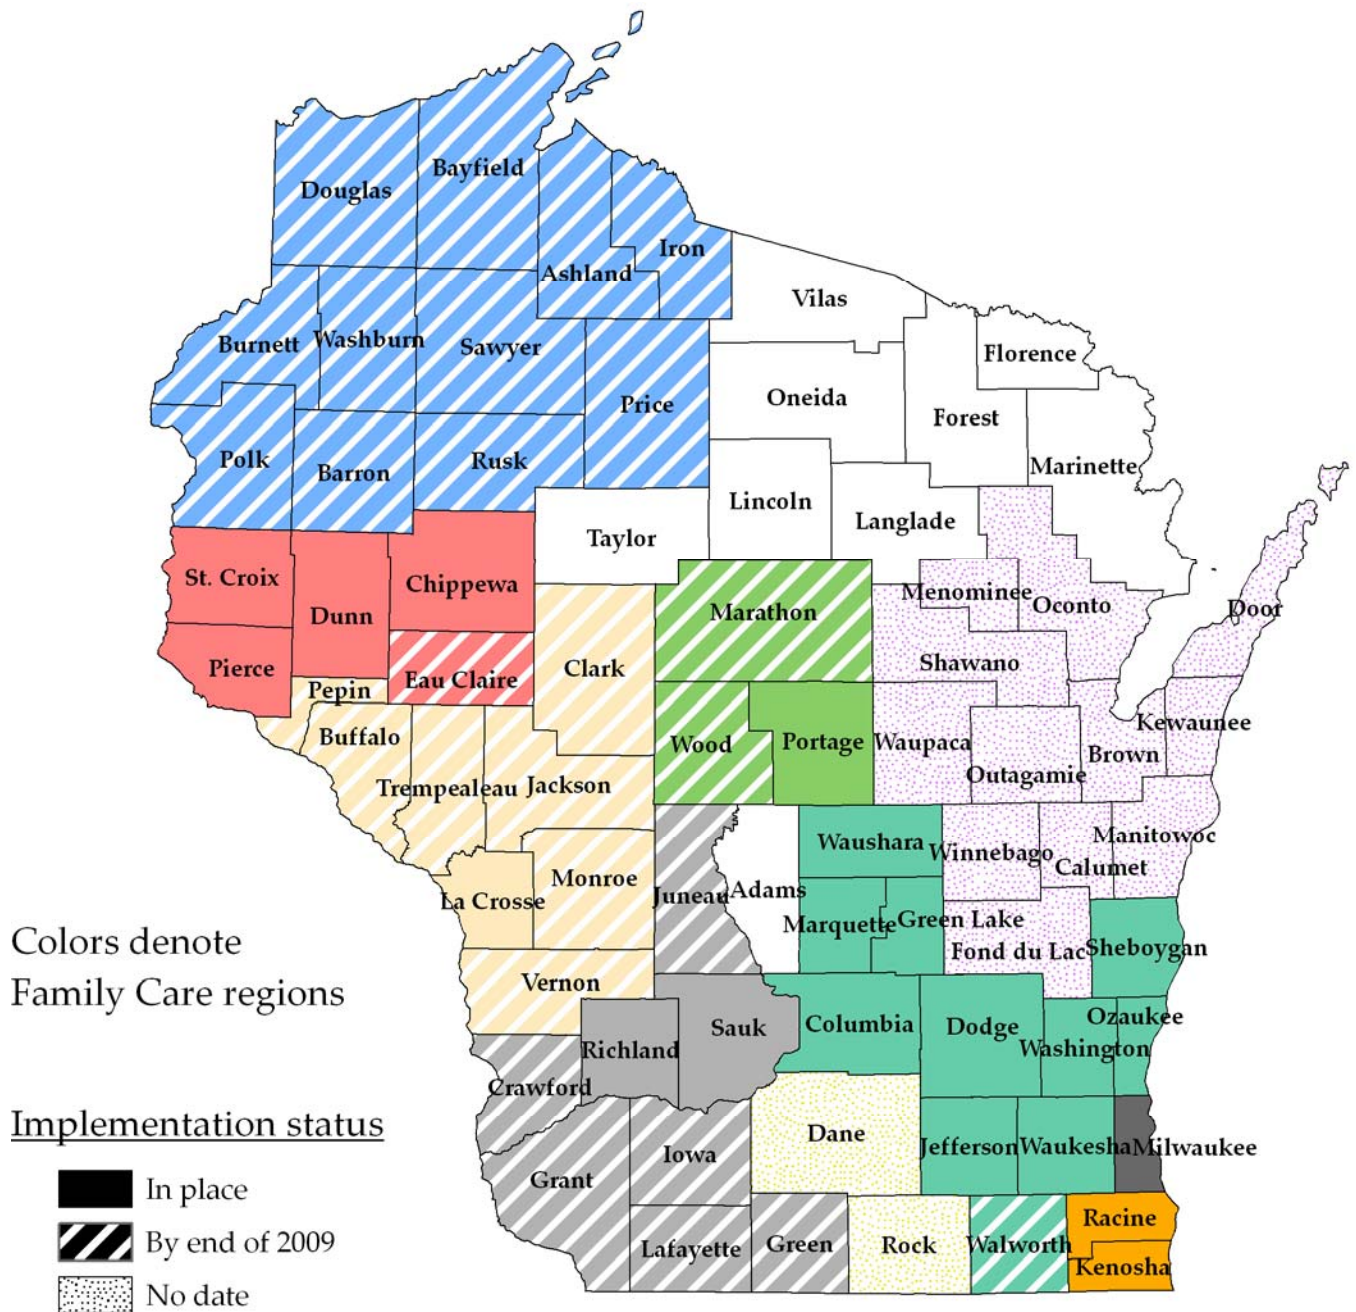 Bayfield
Douglas
Iron
Ashland
Vilas
Burnett
Washburn
Sawyer
Florence
Oneida
Price
Forest
Polk
Barron
Rusk
Marinette
Lincoln
Langlade
Taylor
St. Croix
Chippewa
Menominee
Oconto
Door
Dunn
Marathon
Pierce
Eau Claire
Clark
Shawano
Pepin
Buffalo
Wood
Portage
Waupaca
Kewaunee
Brown
Outagamie
Trempealeau
Jackson
Waushara
Winnebago
Manitowoc
Calumet
Monroe
Juneau
Adams
La Crosse
Marquette
Green Lake
Fond du Lac
Sheboygan
Colors denote
Family Care regions
Vernon
Sauk
Columbia
Dodge
Ozaukee
Washington
Richland
Crawford
Implementation status
Dane
Jefferson
Waukesha
Milwaukee
Iowa
Grant
In place
Racine
By end of 2009
Lafayette
Green
Rock
Walworth
Kenosha
No date